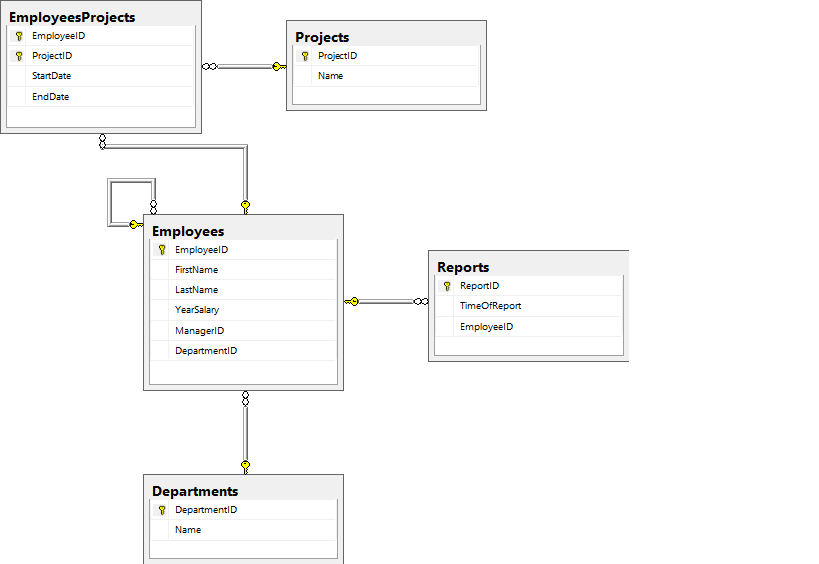 EmployeesProjects
EmployeeID
ProjectID
StartDate
EndDate
Projects
ProjectID
Name
Employees
EmployeeID
FirstName
LastName
YearSalary
ManagerID
DepartmentID
Reports
ReportID
TimeOfReport
EmployeeID
Departments
DepartmentID
Name